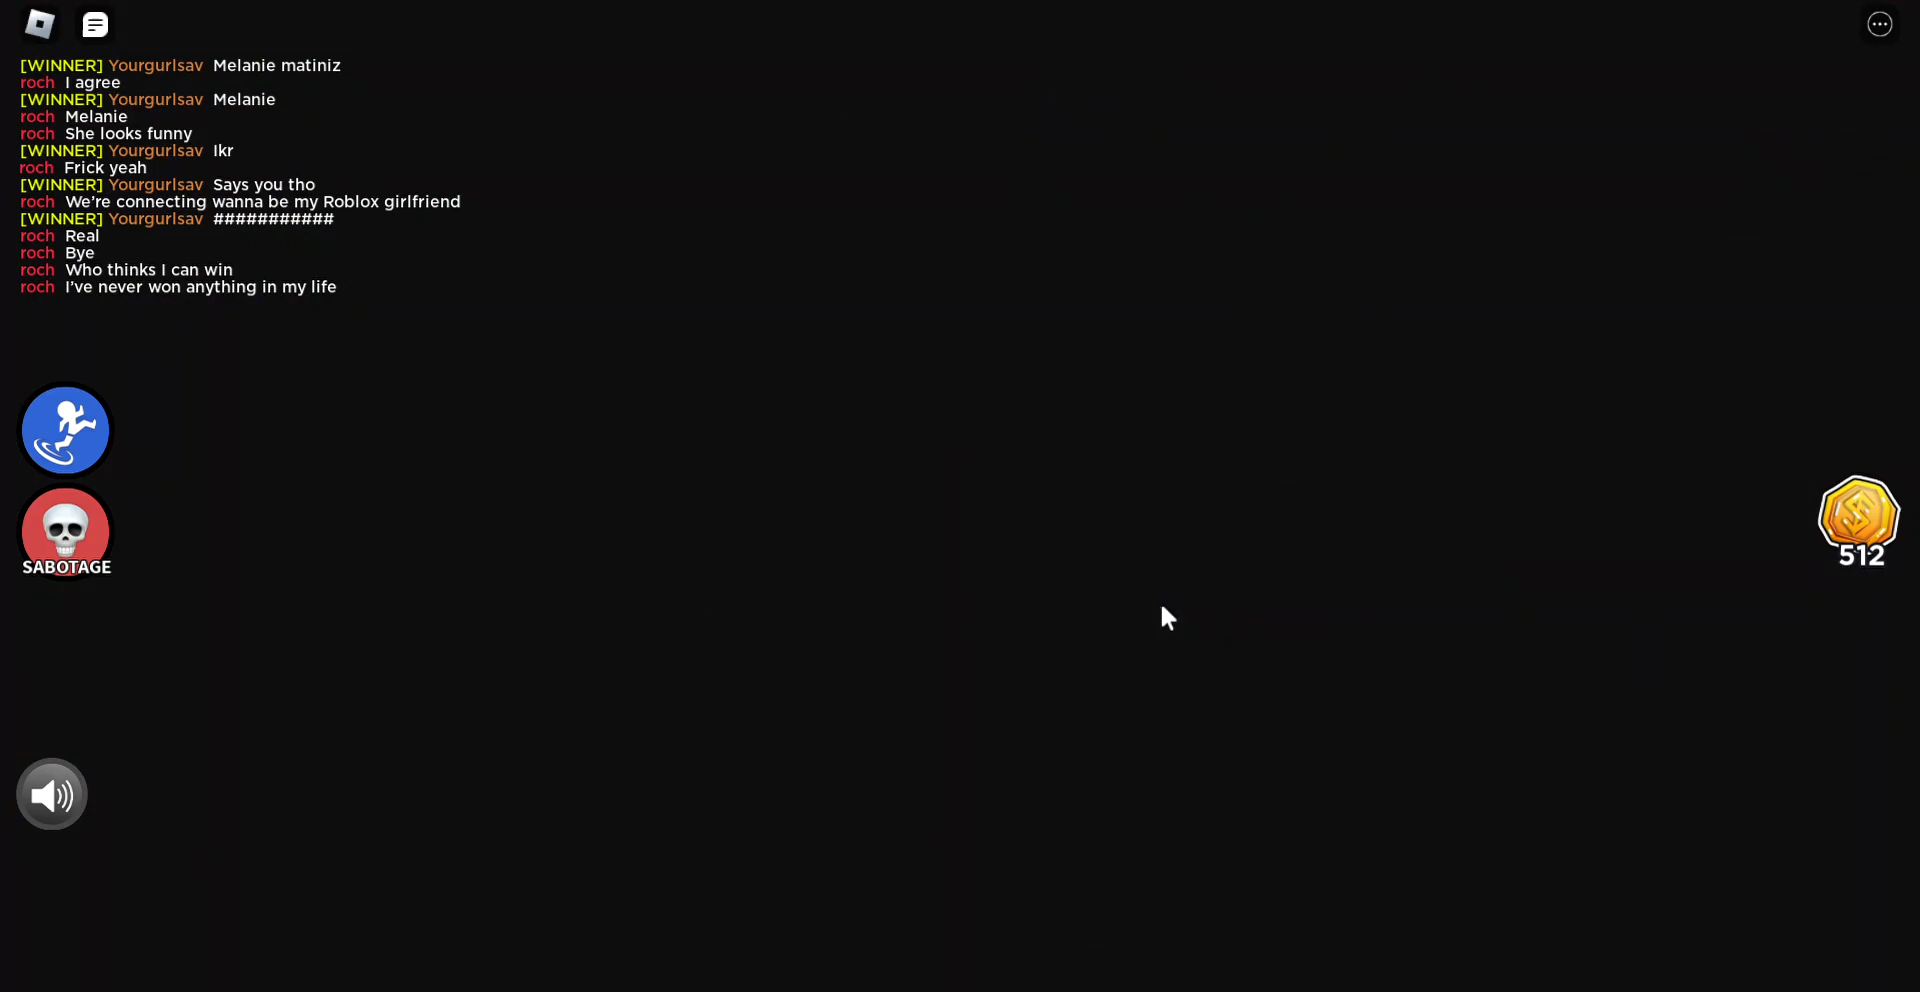 [WINNER] Yourgurlsav Melanie matiniz
roch I agree
[WINNER] Yourgurlsav Melanie
roch Melanie
roch She looks funny
[WINNER] Yourgurlsav Ikr
roch Frick yeah
[WINNER] Yourgurlsav Says you tho
roch We’re connecting wanna be my Roblox girlfriend
[WINNER] Yourgurlsav ###########
roch Real
roch Bye
roch Who thinks I can win
roch I’ve never won anything in my life
SABOTAGE
512